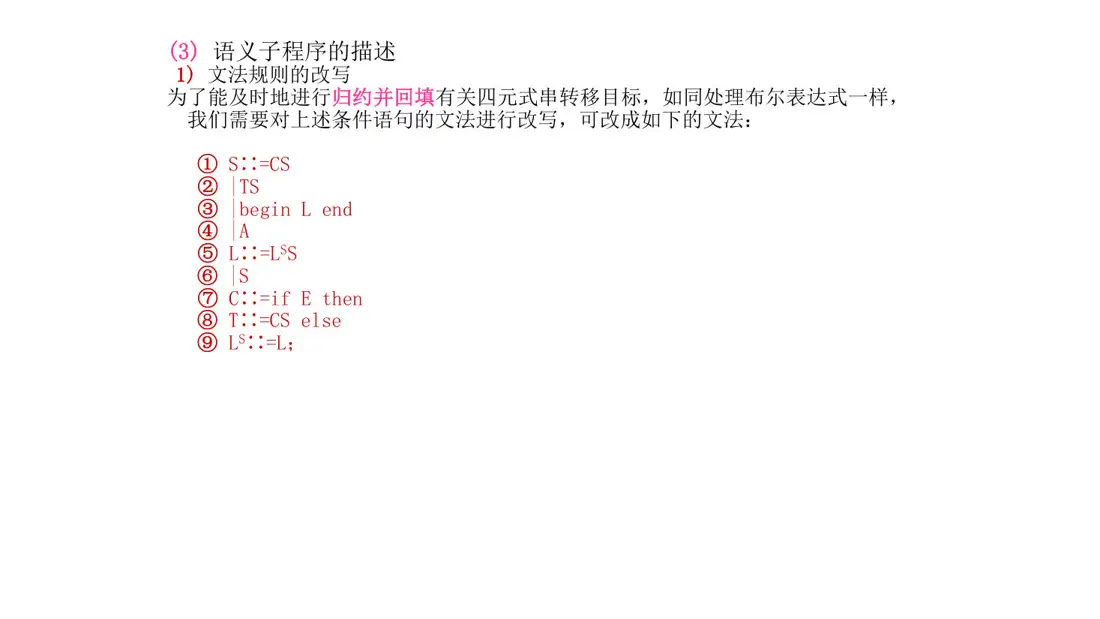 (3) 语义子程序的描述
1) 文法规则的改写
为了能及时地进行归约并回填有关四元式串转移目标，如同处理布尔表达式一样，
我们需要对上述条件语句的文法进行改写，可改成如下的文法：
① S∷=CS
② |TS
③ |begin L end
④ |A
⑤ L∷=LˢS
⑥ |S
⑦ C∷=if E then
⑧ T∷=CS else
⑨ Lˢ∷=L；